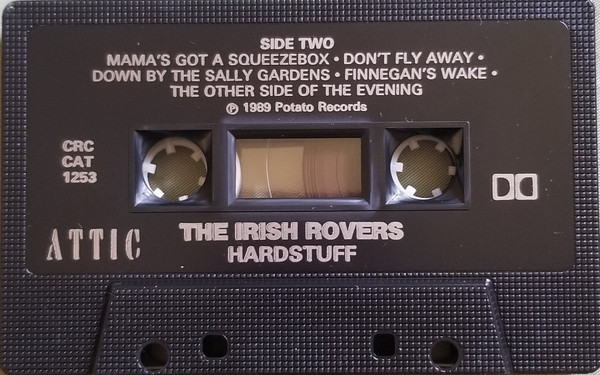 SIDE TWO
MAMA'S GOT A SQUEEZEBOX • DON'T FLY AWAY •
DOWN BY THE SALLY GARDENS • FINNEGAN'S WAKE •
THE OTHER SIDE OF THE EVENING
℗ 1989 Potato Records
CRC
CAT
1253
ATTIC
THE IRISH ROVERS
HARDSTUFF